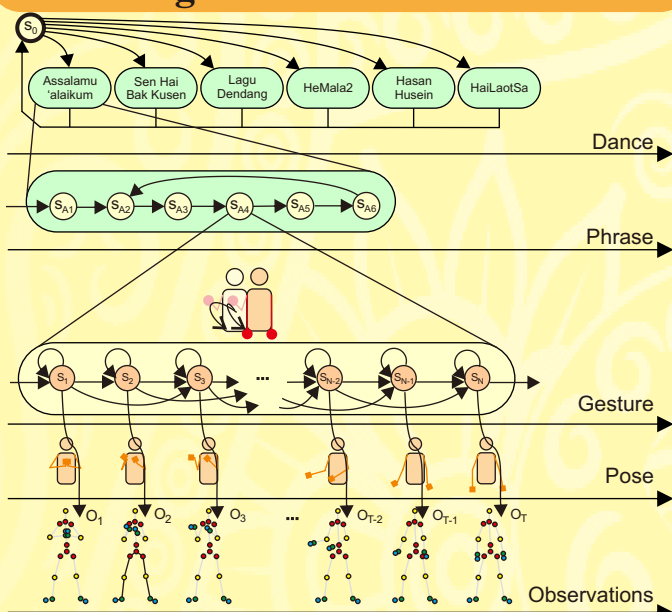 S0
Assalamu
‘alaikum
Sen Hai
Bak Kusen
Lagu
Dendang
HeMala2
Hasan
Husein
HaiLaotSa
Dance
SA1
SA2
SA3
SA4
SA5
SA6
Phrase
S1
S2
S3
...
SN-2
SN-1
SN
Gesture
Pose
O1
O2
O3
...
OT-2
OT-1
OT
Observations